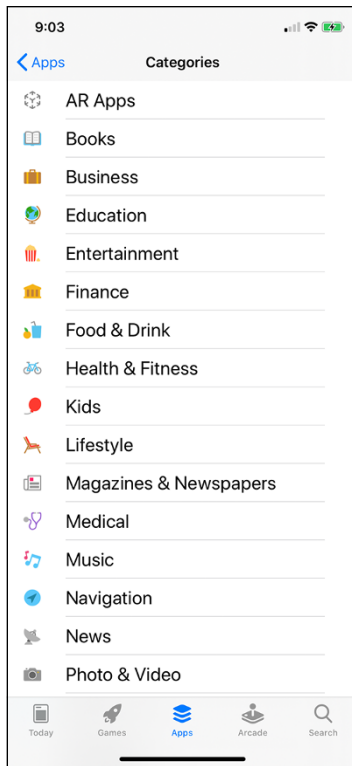 9:03
Apps
Categories
AR Apps
Books
Business
Education
Entertainment
Finance
Food & Drink
Health & Fitness
Kids
Lifestyle
Magazines & Newspapers
Medical
Music
Navigation
News
Photo & Video
Today
Games
Apps
Arcade
Search